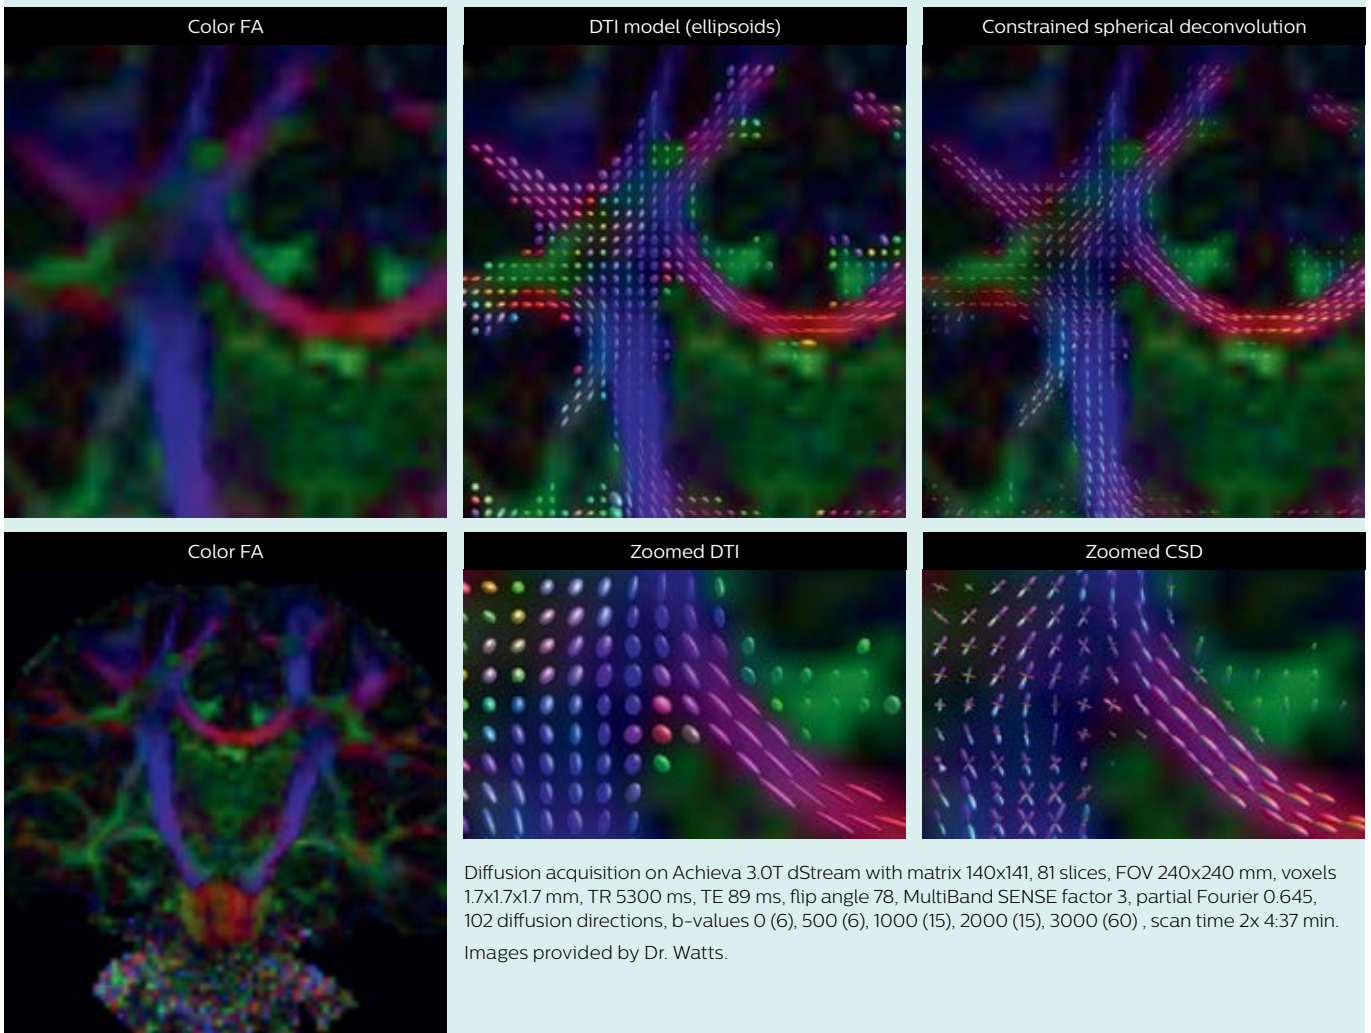 Color FA
DTI model (ellipsoids)
Constrained spherical deconvolution
Color FA
Zoomed DTI
Zoomed CSD
Diffusion acquisition on Achieva 3.0T dStream with matrix 140x141, 81 slices, FOV 240x240 mm, voxels
1.7x1.7x1.7 mm, TR 5300 ms, TE 89 ms, flip angle 78, MultiBand SENSE factor 3, partial Fourier 0.645,
102 diffusion directions, b-values 0 (6), 500 (6), 1000 (15), 2000 (15), 3000 (60) , scan time 2x 4:37 min.
Images provided by Dr. Watts.